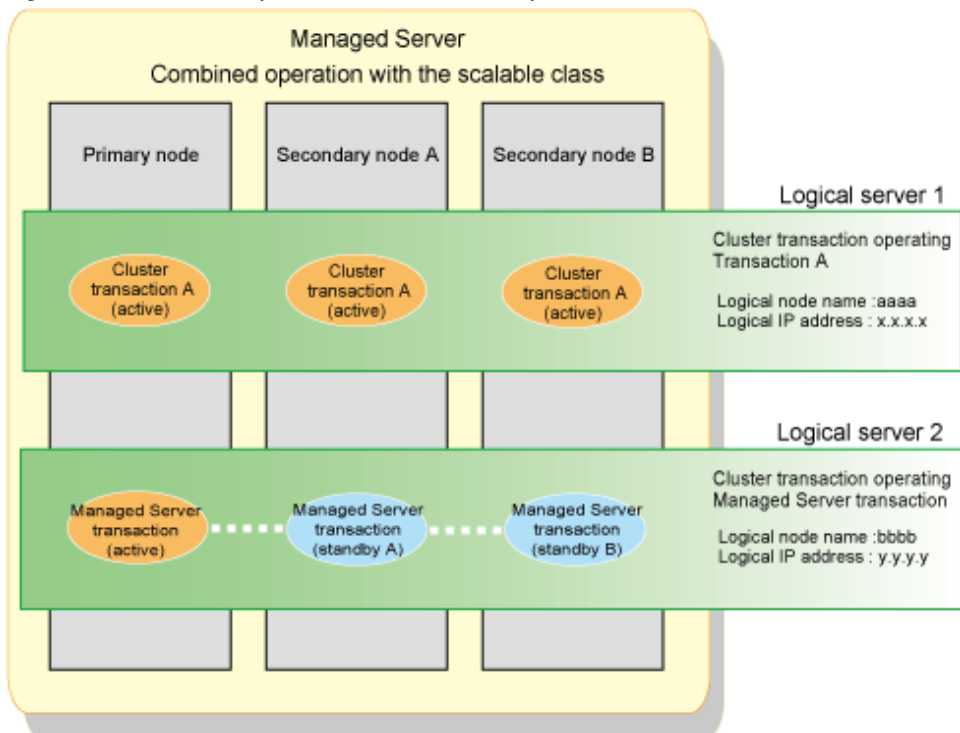 Managed Server
Combined operation with the scalable class
Primary node
Secondary node A
Secondary node B
Logical server 1
Cluster
transaction A
(active)
Cluster
transaction A
(active)
Cluster
transaction A
(active)
Cluster transaction operating
Transaction A
Logical node name :aaaa
Logical IP address : x.x.x.x
Logical server 2
Managed Server
transaction
(active)
Managed Server
transaction
(standby A)
Managed Server
transaction
(standby B)
Cluster transaction operating
Managed Server transaction
Logical node name :bbbb
Logical IP address : y.y.y.y